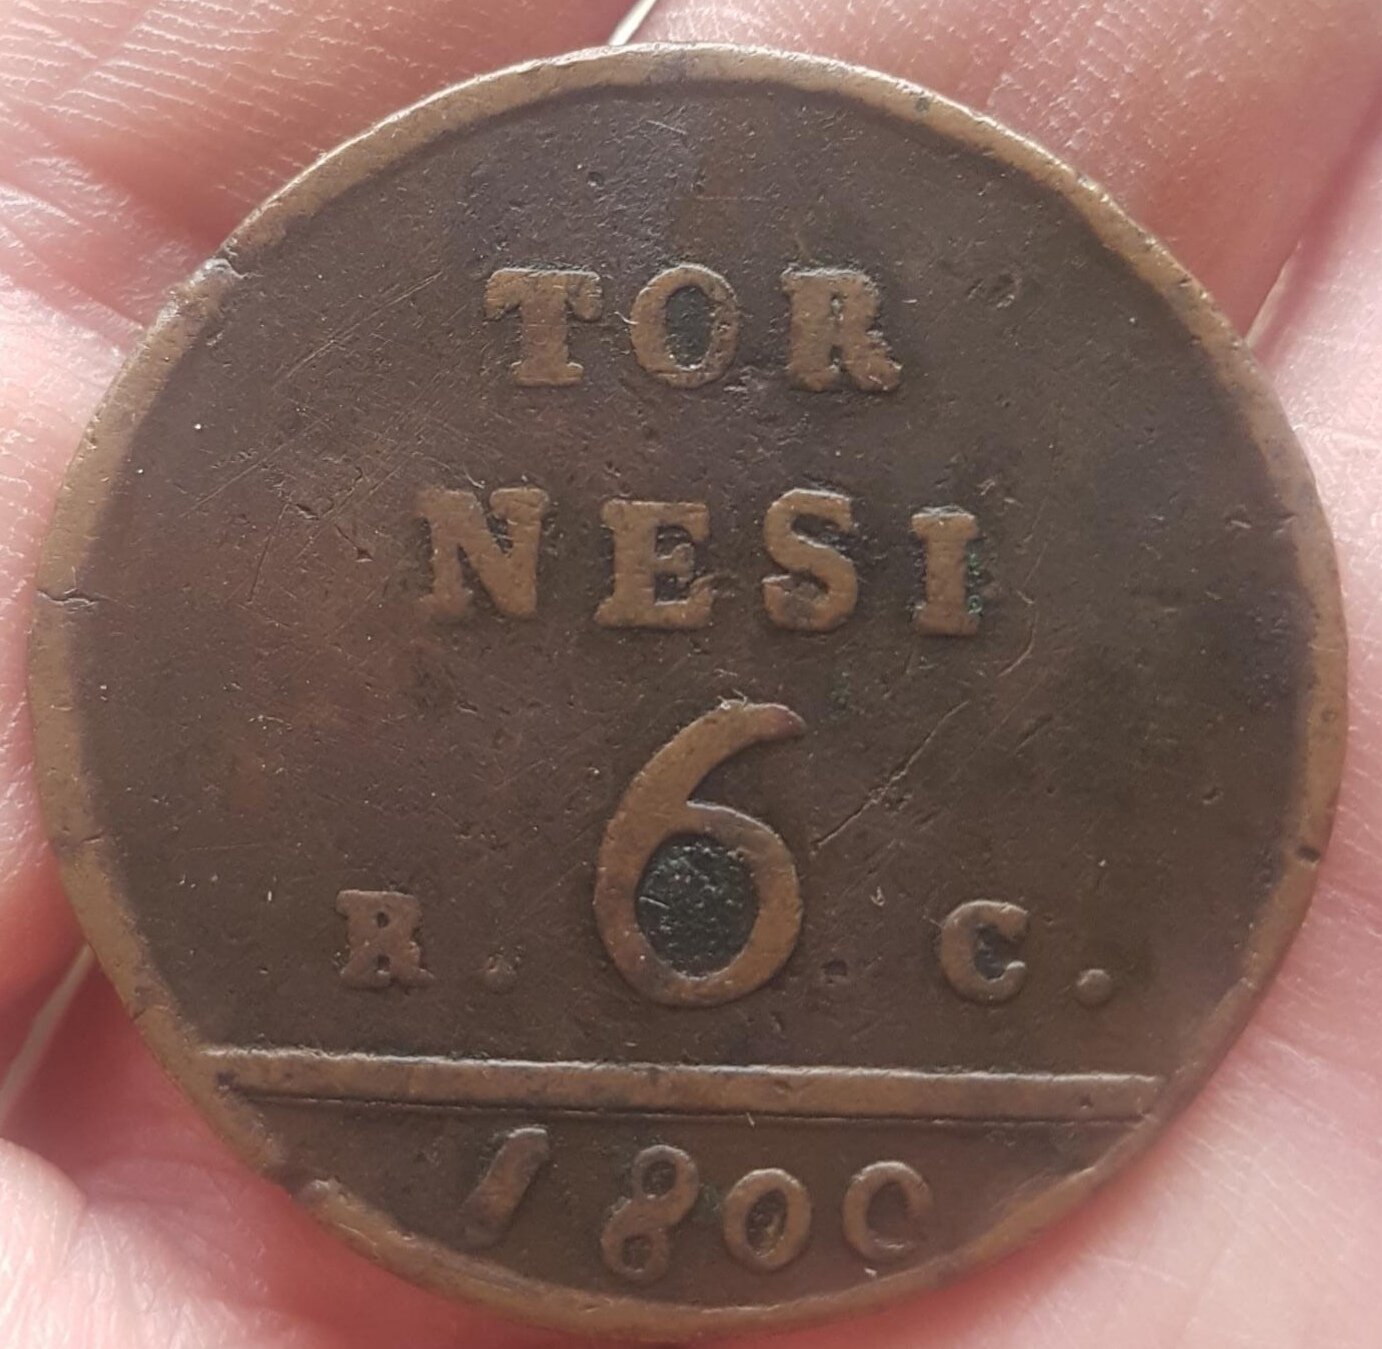 TOR
NESI
6
R. . C.
1800